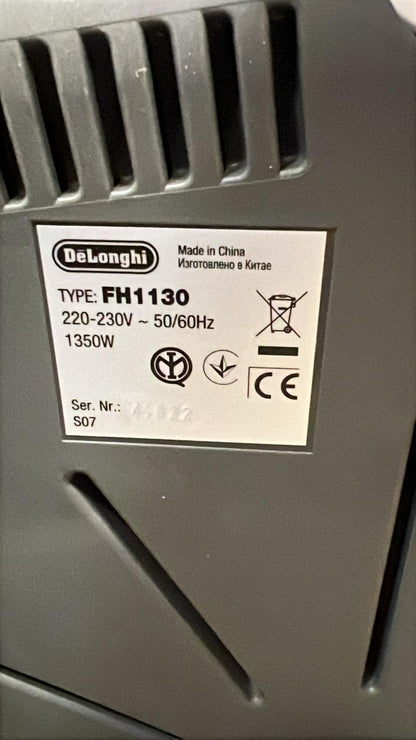 DeLonghi
Made in China
Изготовлено в Китае
TYPE: FH1130
220-230V ~ 50/60Hz
1350W
CE
Ser. Nr.:
S07